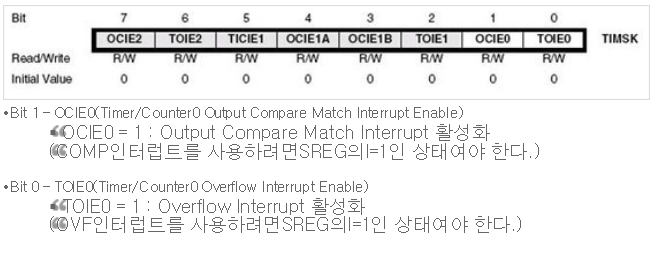 Bit 7 6 5 4 3 2 1 0
OCIE2 TOIE2 TICIE1 OCIE1A OCIE1B TOIE1 OCIE0 TOIE0 TIMSK
Read/Write R/W R/W R/W R/W R/W R/W R/W R/W
Initial Value 0 0 0 0 0 0 0 0
•Bit 1 – OCIE0(Timer/Counter0 Output Compare Match Interrupt Enable)
OCIE0 = 1 : Output Compare Match Interrupt 활성화
(COMP인터럽트를 사용하려면SREG의I=1인 상태여야 한다.)
•Bit 0 – TOIE0(Timer/Counter0 Overflow Interrupt Enable)
TOIE0 = 1 : Overflow Interrupt 활성화
(OVF인터럽트를 사용하려면SREG의I=1인 상태여야 한다.)